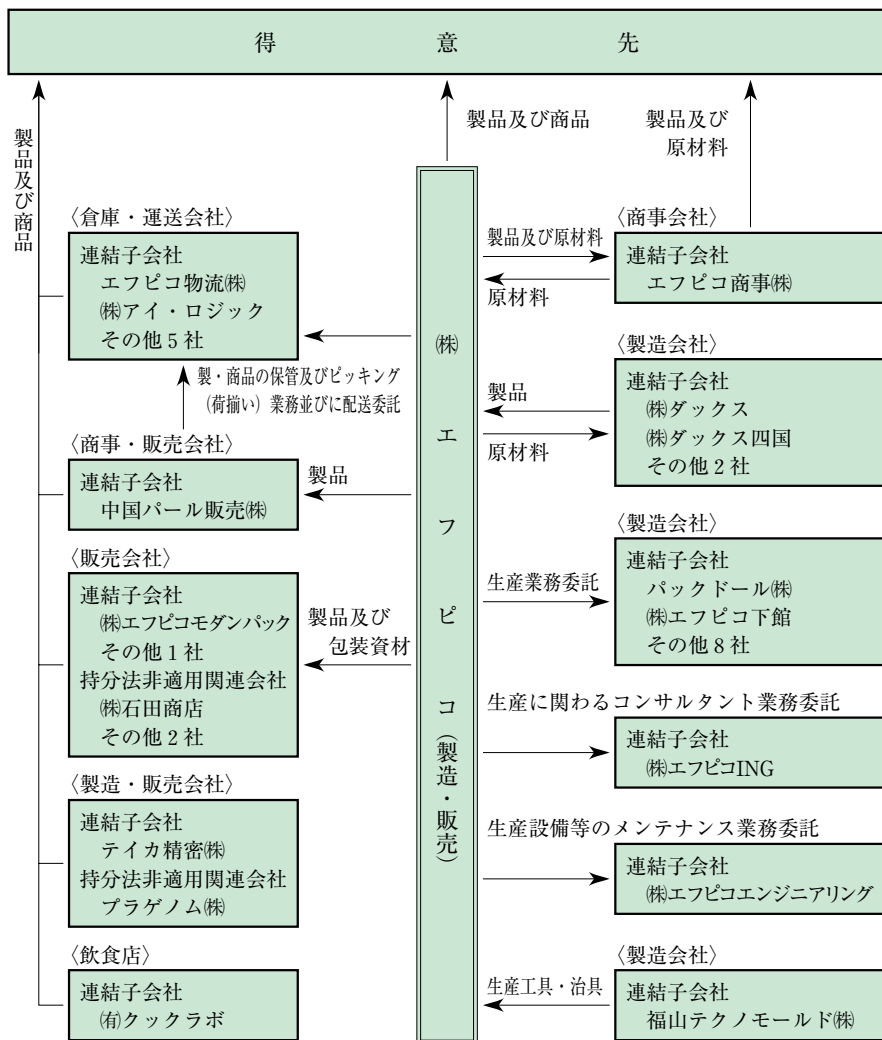 得意先
製品及び商品
製品及び商品
製品及び
原材料
〈倉庫・運送会社〉
連結子会社
エフピコ物流㈱
㈱アイ・ロジック
その他5社
製・商品の保管及びピッキング
(荷揃い)業務並びに配送委託
〈商事・販売会社〉
連結子会社
中国パール販売㈱
製品
〈販売会社〉
連結子会社
㈱エフピコモダンパック
その他1社
持分法非適用関連会社
㈱石田商店
その他2社
製品及び
包装資材
〈製造・販売会社〉
連結子会社
テイカ精密㈱
持分法非適用関連会社
プラゲノム㈱
〈飲食店〉
連結子会社
㈲クックラボ
㈱エフピコ(製造・販売)
〈商事会社〉
製品及び原材料
原材料
連結子会社
エフピコ商事㈱
〈製造会社〉
製品
原材料
連結子会社
㈱ダックス
㈱ダックス四国
その他2社
〈製造会社〉
生産業務委託
連結子会社
パックドール㈱
㈱エフピコ下館
その他8社
生産に関わるコンサルタント業務委託
連結子会社
㈱エフピコING
生産設備等のメンテナンス業務委託
連結子会社
㈱エフピコエンジニアリング
〈製造会社〉
生産工具・治具
連結子会社
福山テクノモールド㈱